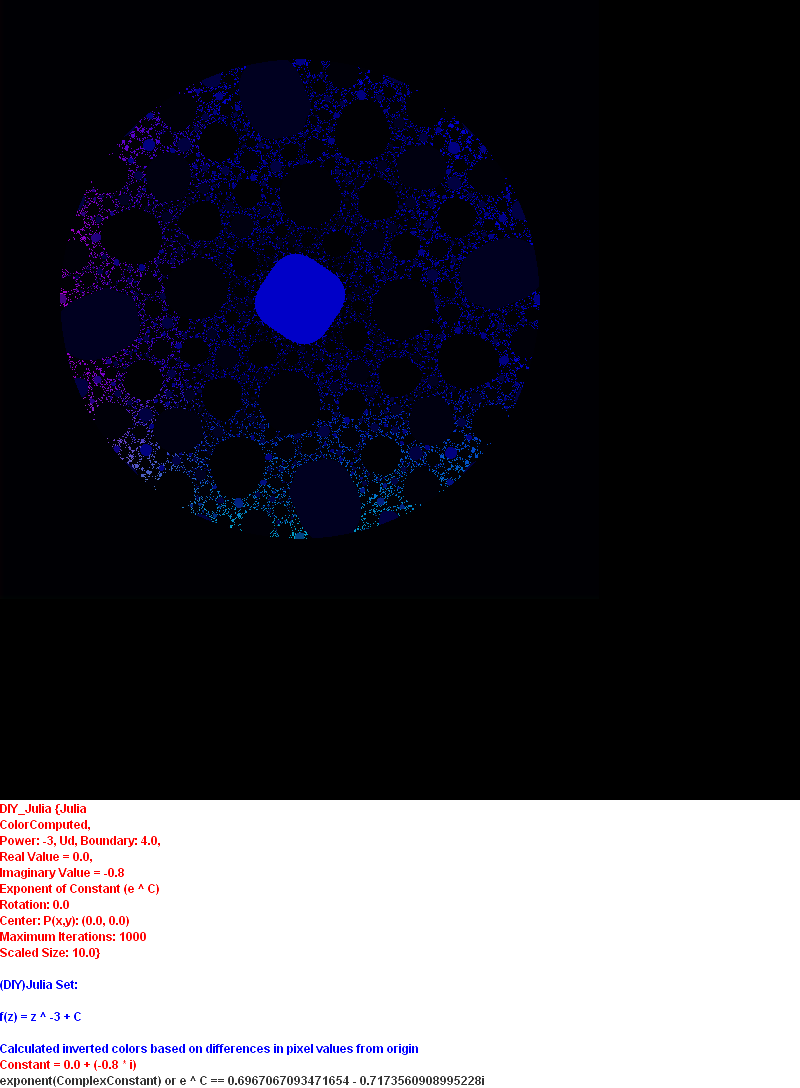 DIY_Julia {Julia
ColorComputed,
Power: -3, Ud, Boundary: 4.0,
Real Value = 0.0,
Imaginary Value = -0.8
Exponent of Constant (e ^ C)
Rotation: 0.0
Center: P(x,y): (0.0, 0.0)
Maximum Iterations: 1000
Scaled Size: 10.0}
(DIY)Julia Set:
f(z) = z ^ -3 + C
Calculated inverted colors based on differences in pixel values from origin
Constant = 0.0 + (-0.8 * i)
exponent(ComplexConstant) or e ^ C == 0.6967067093471654 - 0.7173560908995228i